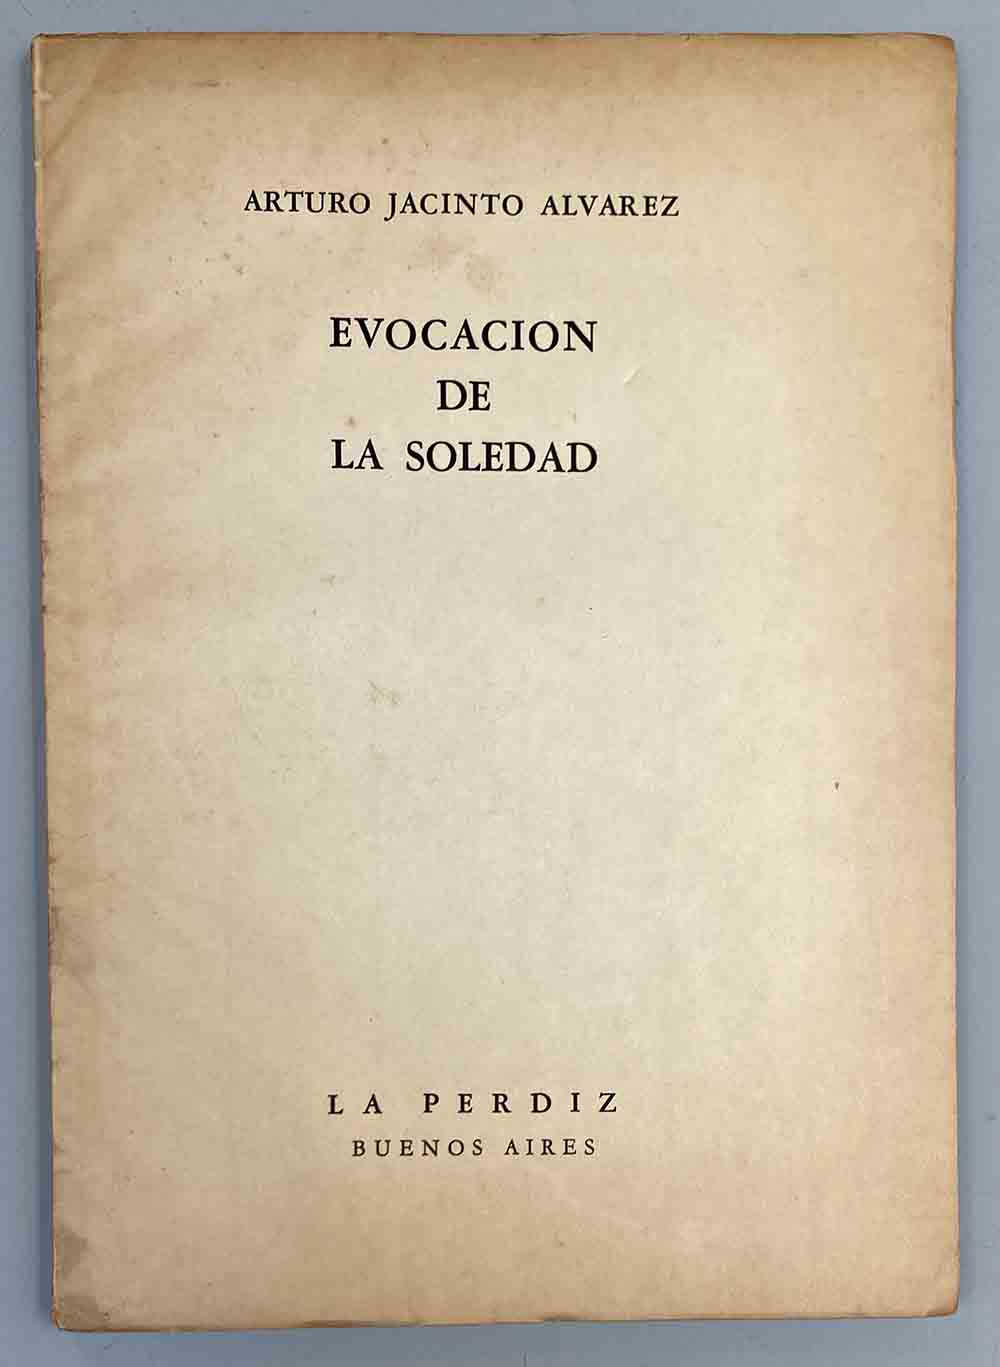 ARTURO JACINTO ALVAREZ
EVOCACION
DE
LA SOLEDAD
LA PERDIZ
BUENOS AIRES